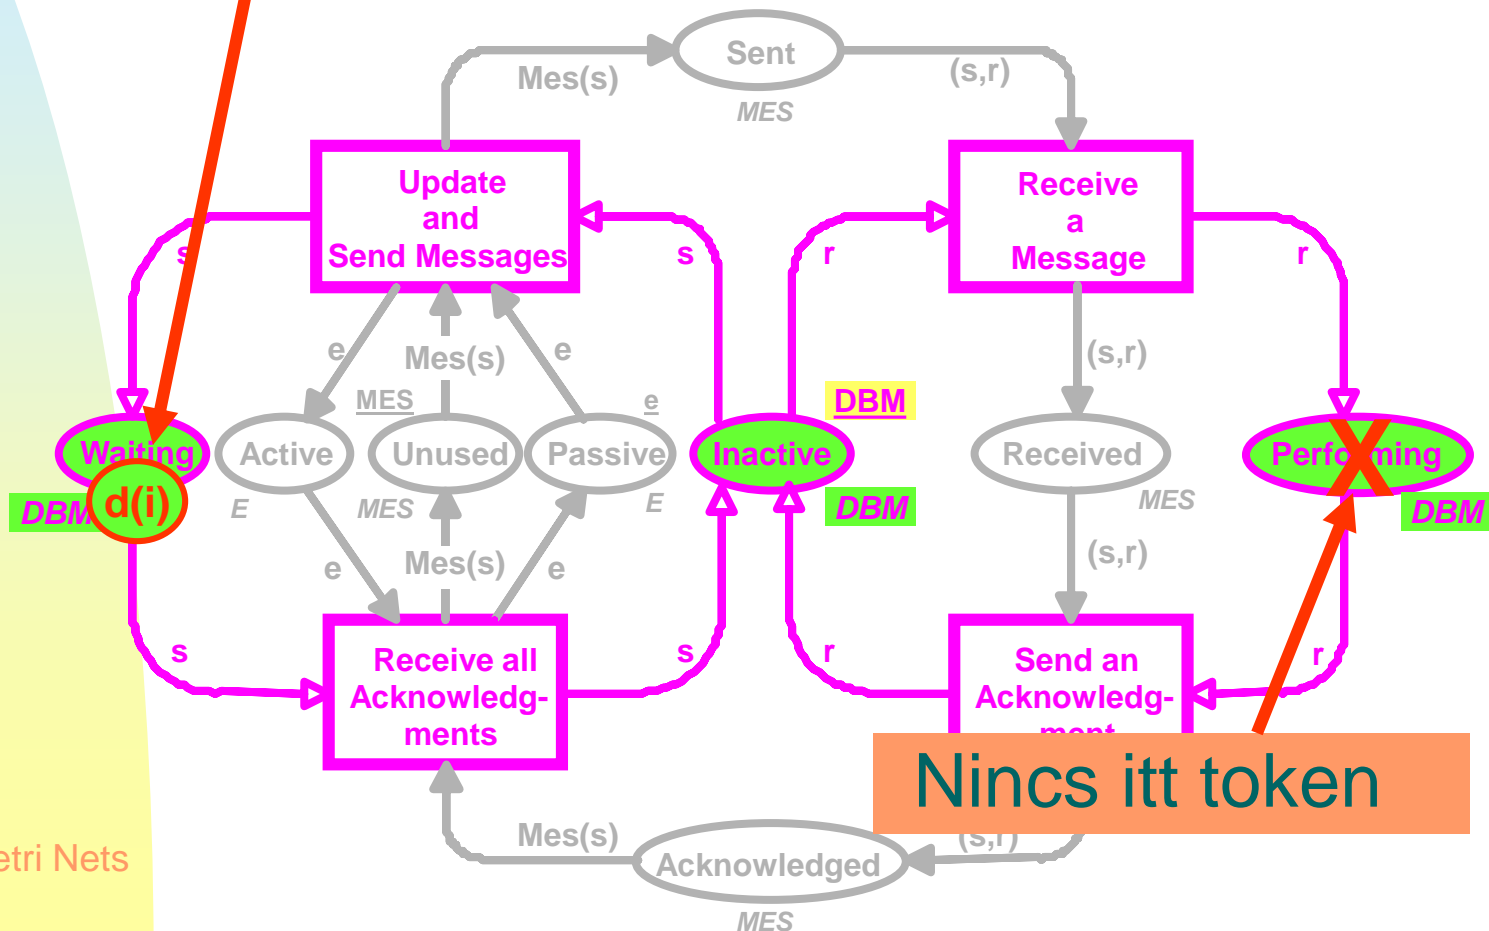 Sent
Mes(s)
(s,r)
MES
Update
and
Send Messages
Receive
a
Message
s
s
r
r
e
Mes(s)
e
(s,r)
MES
e
DBM
Waiting
Active
Unused
Passive
Inactive
Received
Performing
DBM
d(i)
E
MES
E
DBM
MES
DBM
e
Mes(s)
e
(s,r)
s
s
r
r
Receive all
Acknowledg-
ments
Send an
Acknowledg-
ment
Nincs itt token
Mes(s)
(s,r)
Acknowledged
etri Nets
MES